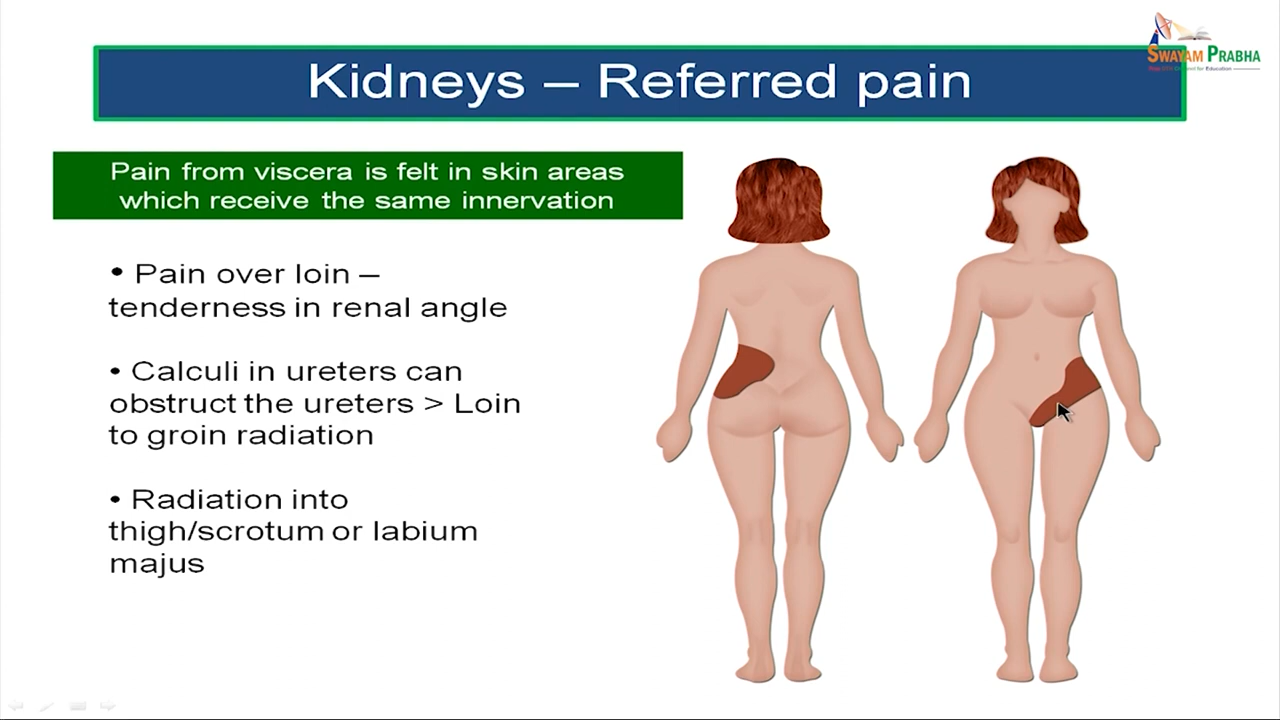 SWAYAM PRABHA
Kidneys – Referred pain
Pain from viscera is felt in skin areas
which receive the same innervation
• Pain over loin –
tenderness in renal angle
• Calculi in ureters can
obstruct the ureters > Loin
to groin radiation
• Radiation into
thigh/scrotum or labium
majus